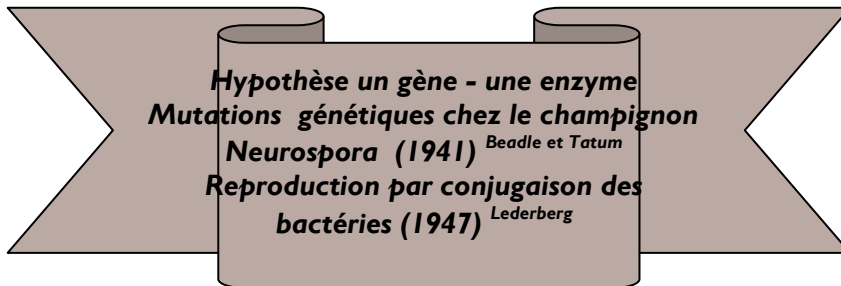 Hypothèse un gène - une enzyme
Mutations génétiques chez le champignon
Neurospora (1941) Beadle et Tatum
Reproduction par conjugaison des
bactéries (1947) Lederberg